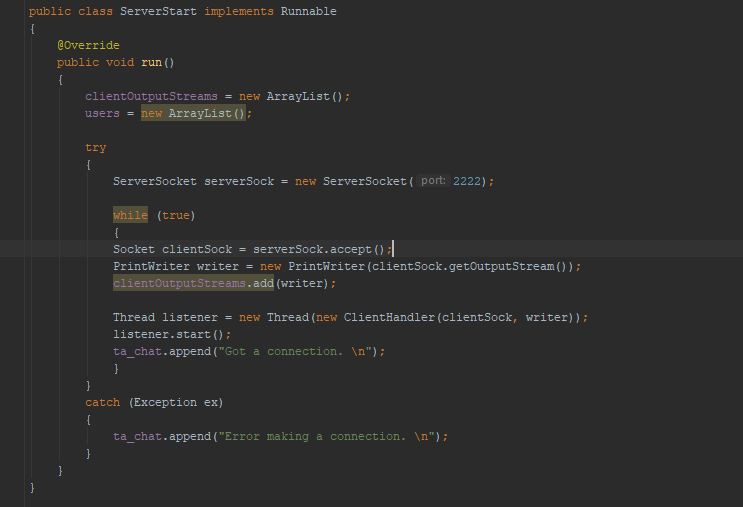 public class ServerStart implements Runnable
{
@Override
public void run()
{
clientOutputStreams = new ArrayList();
users = new ArrayList();
try
{
ServerSocket serverSock = new ServerSocket( port: 2222);
while (true)
{
Socket clientSock = serverSock.accept();
PrintWriter writer = new PrintWriter(clientSock.getOutputStream());
clientOutputStreams.add(writer);
Thread listener = new Thread(new ClientHandler(clientSock, writer));
listener.start();
ta_chat.append("Got a connection. \n");
}
}
catch (Exception ex)
{
ta_chat.append("Error making a connection. \n");
}
}
}